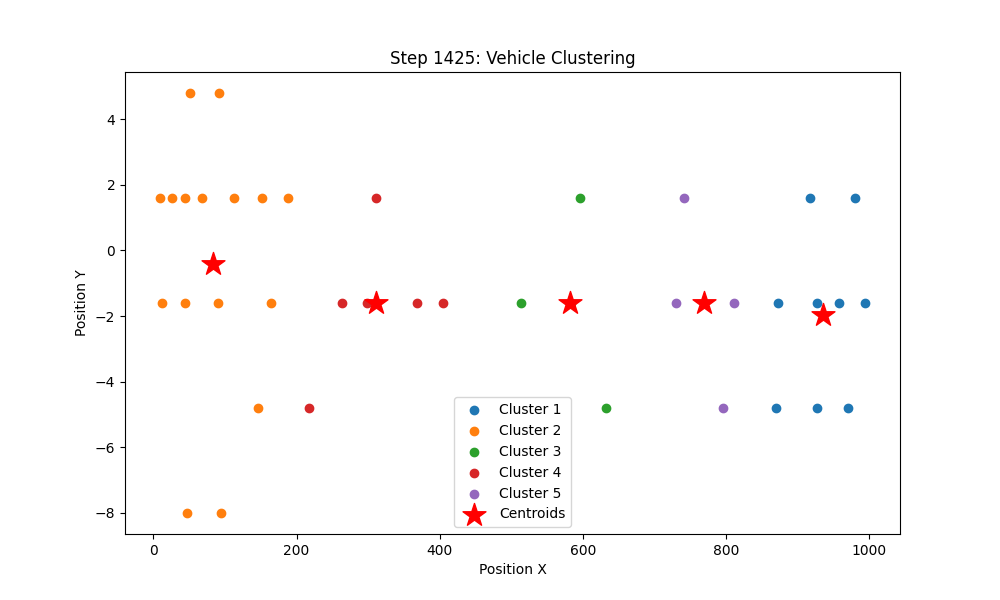 Step 1425: Vehicle Clustering
Position Y
4
2
0
−2
−4
−6
−8
0
200
400
600
800
1000
Position X
Cluster 1
Cluster 2
Cluster 3
Cluster 4
Cluster 5
Centroids